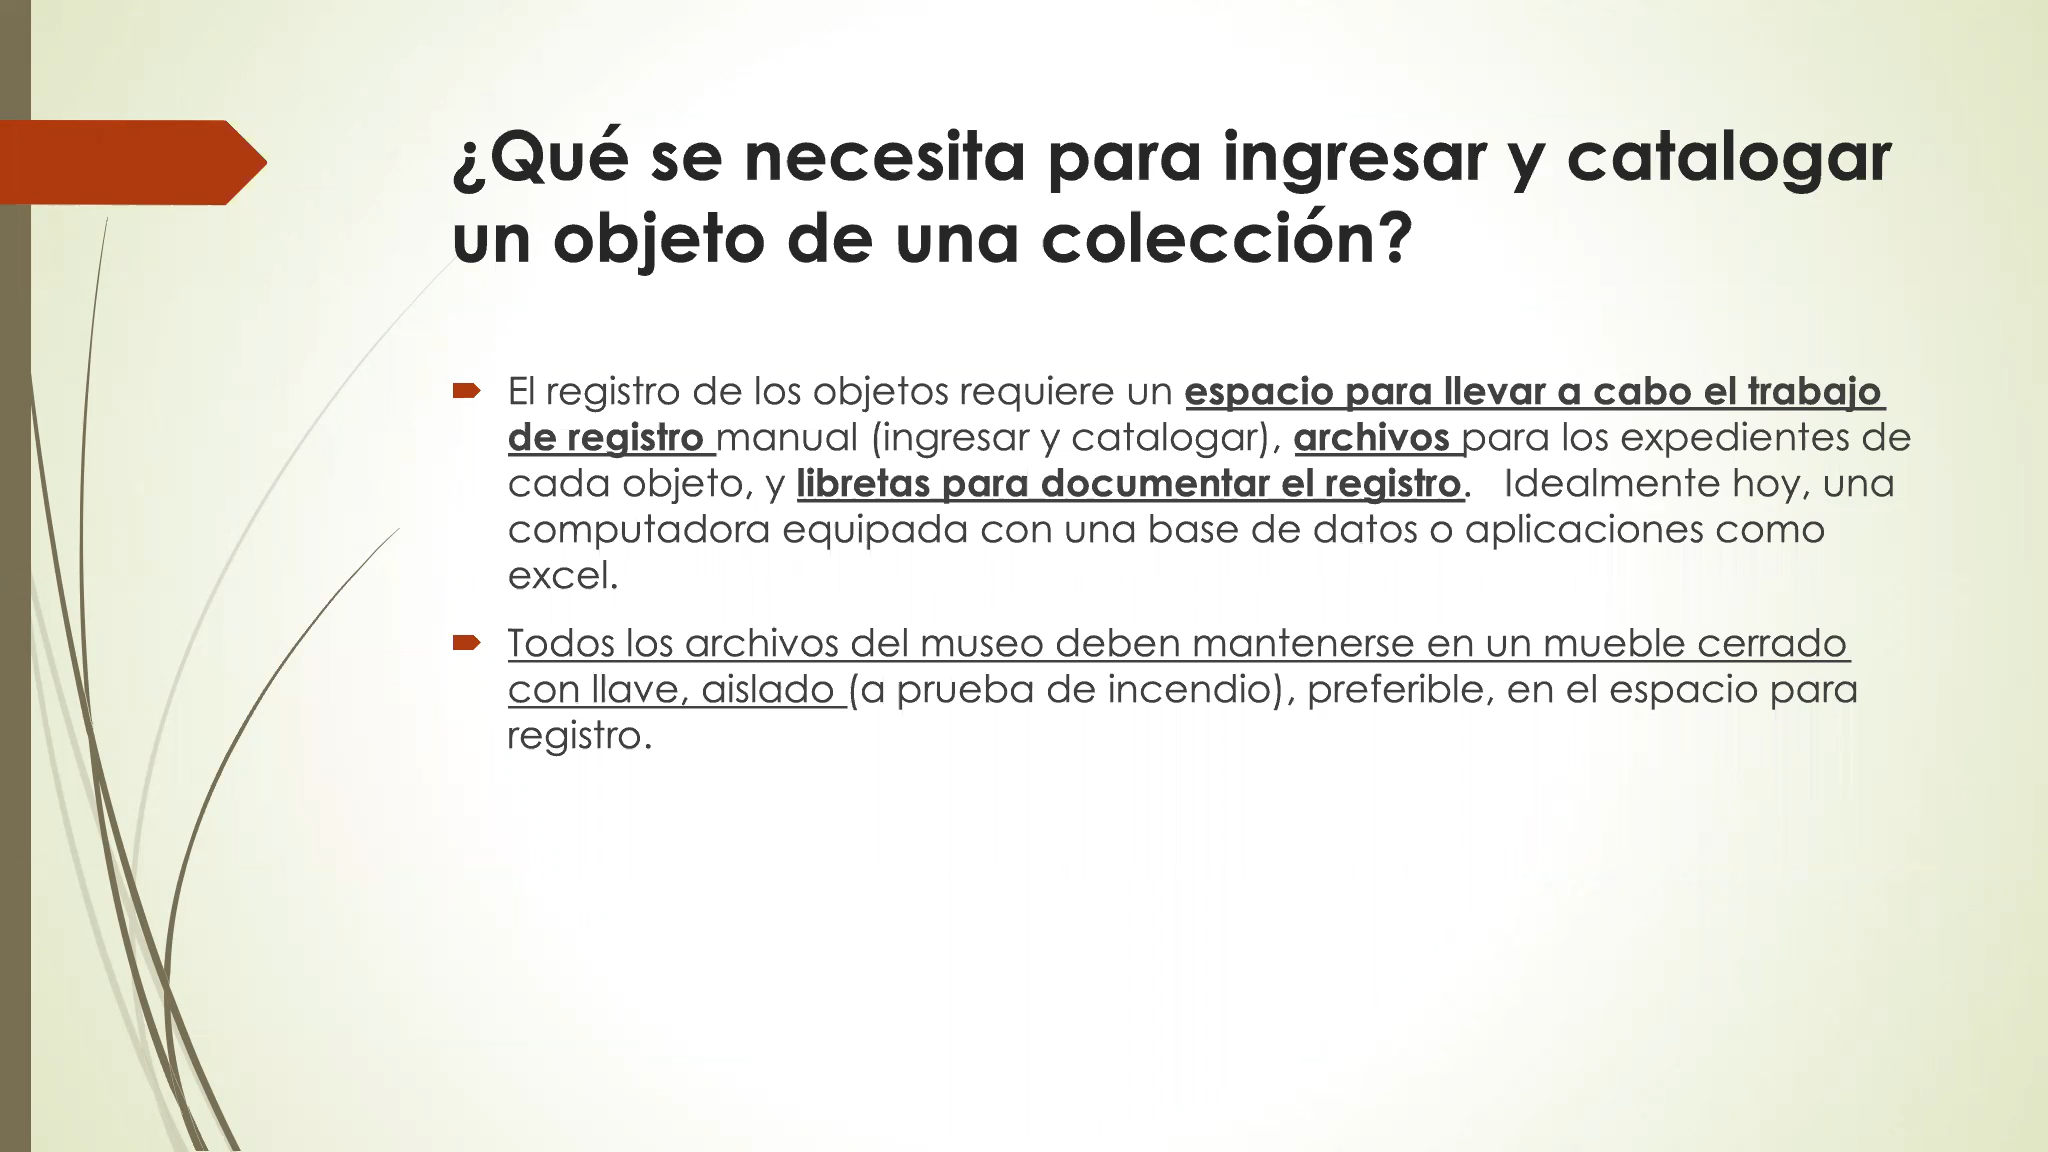 ¿Qué se necesita para ingresar y catalogar
un objeto de una colección?
El registro de los objetos requiere un espacio para llevar a cabo el trabajo
de registro manual (ingresar y catalogar), archivos para los expedientes de
cada objeto, y libretas para documentar el registro.   Idealmente hoy, una
computadora equipada con una base de datos o aplicaciones como
excel.
Todos los archivos del museo deben mantenerse en un mueble cerrado
con llave, aislado (a prueba de incendio), preferible, en el espacio para
registro.